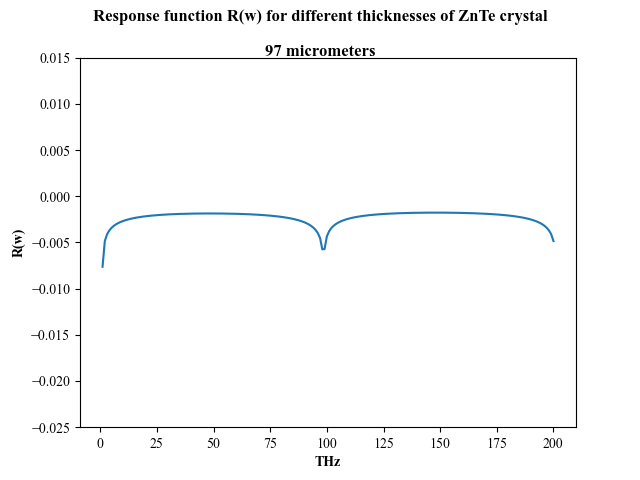 Response function R(w) for different thicknesses of ZnTe crystal
97 micrometers
0.015
0.010
0.005
0.000
−0.005
−0.010
−0.015
−0.020
−0.025
R(w)
0 25 50 75 100 125 150 175 200
THz